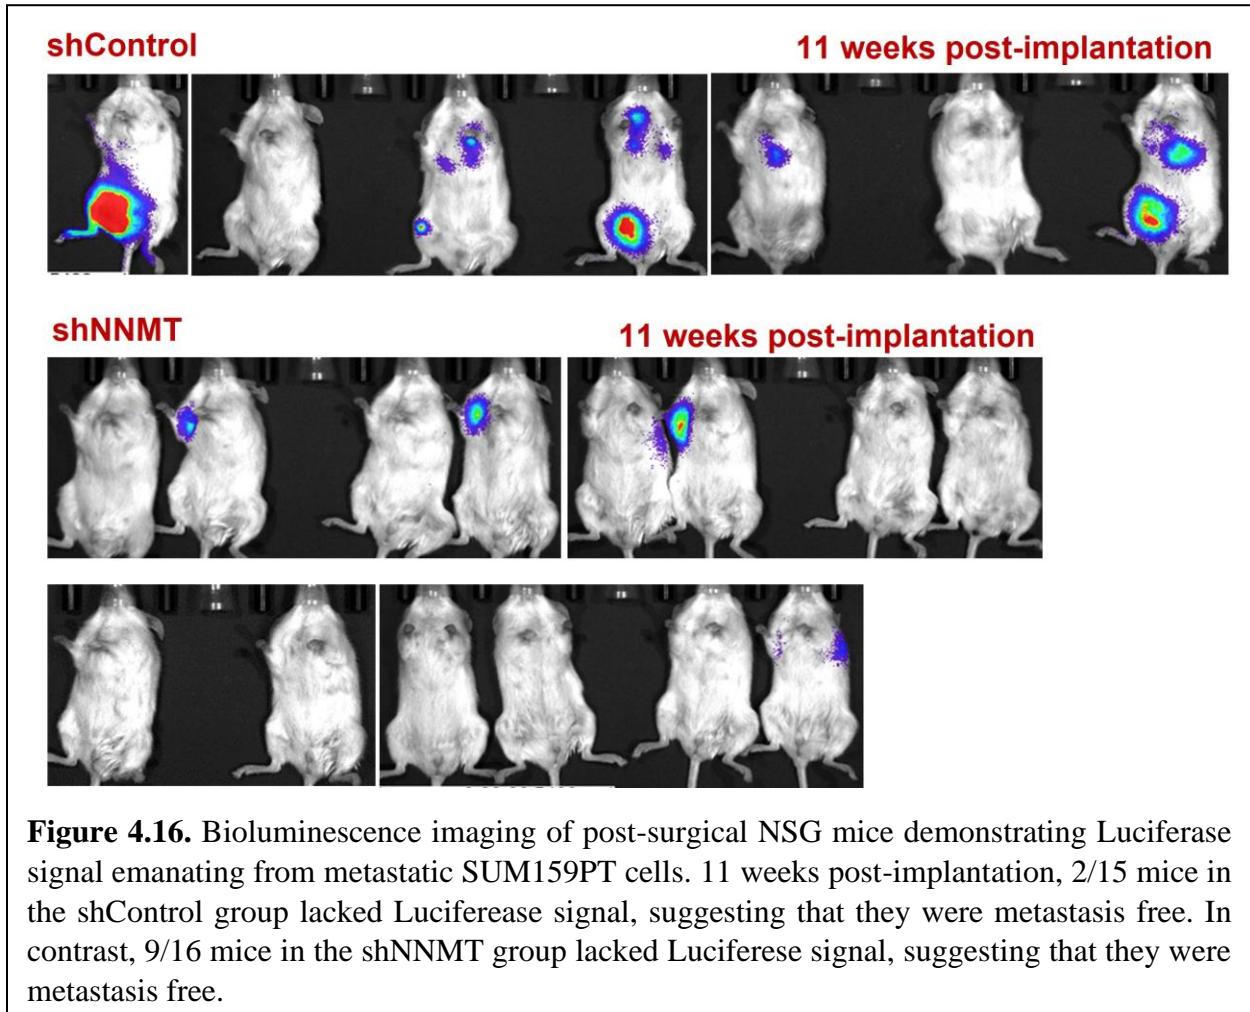 shControl
11 weeks post-implantation
shNNMT
11 weeks post-implantation
Figure 4.16. Bioluminescence imaging of post-surgical NSG mice demonstrating Luciferase
signal emanating from metastatic SUM159PT cells. 11 weeks post-implantation, 2/15 mice in
the shControl group lacked Luciferease signal, suggesting that they were metastasis free. In
contrast, 9/16 mice in the shNNMT group lacked Luciferese signal, suggesting that they were
metastasis free.